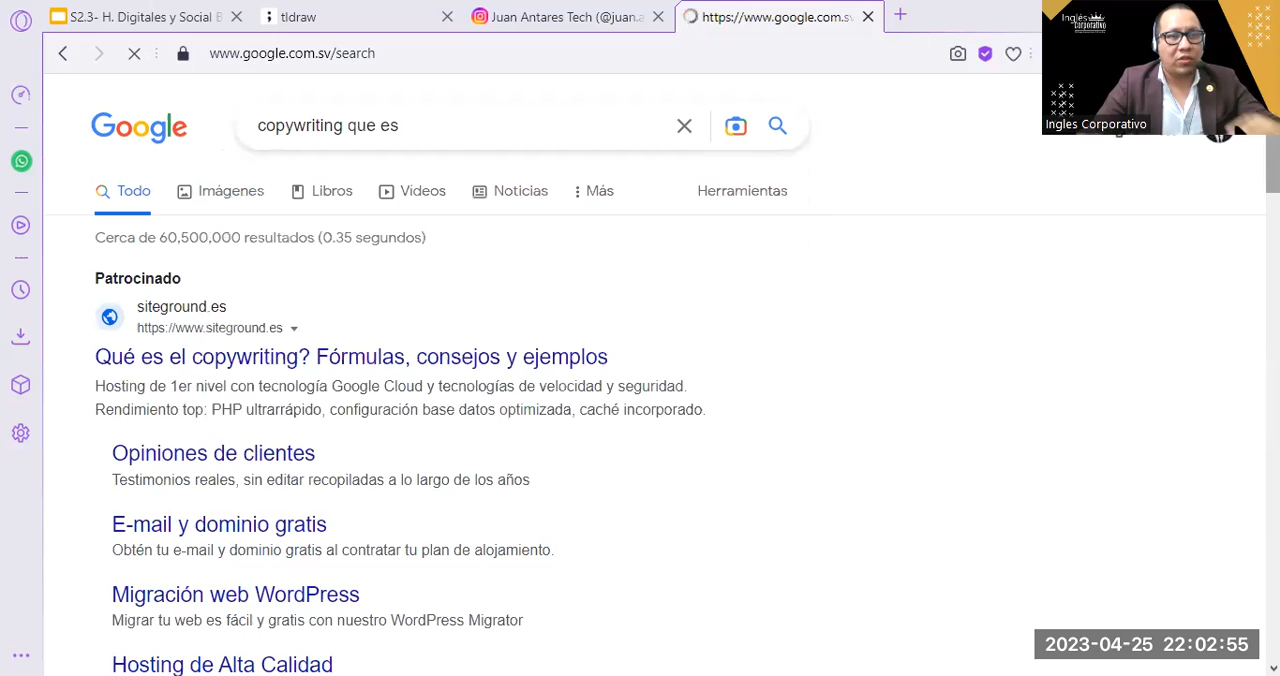 S2.3- H. Digitales y Social B
tldraw
Juan Antares Tech (@juan.a
https://www.google.com.sv
www.google.com.sv/search
Inglés
Corporativo
Ingles Corporativo
Google
copywriting que es
Todo
Imágenes
Libros
Videos
Noticias
Más
Herramientas
Cerca de 60,500,000 resultados (0.35 segundos)
Patrocinado
siteground.es
https://www.siteground.es
Qué es el copywriting? Fórmulas, consejos y ejemplos
Hosting de 1er nivel con tecnología Google Cloud y tecnologías de velocidad y seguridad.
Rendimiento top: PHP ultrarrápido, configuración base datos optimizada, caché incorporado.
Opiniones de clientes
Testimonios reales, sin editar recopiladas a lo largo de los años
E-mail y dominio gratis
Obtén tu e-mail y dominio gratis al contratar tu plan de alojamiento.
Migración web WordPress
Migrar tu web es fácil y gratis con nuestro WordPress Migrator
Hosting de Alta Calidad
2023-04-25 22:02:55